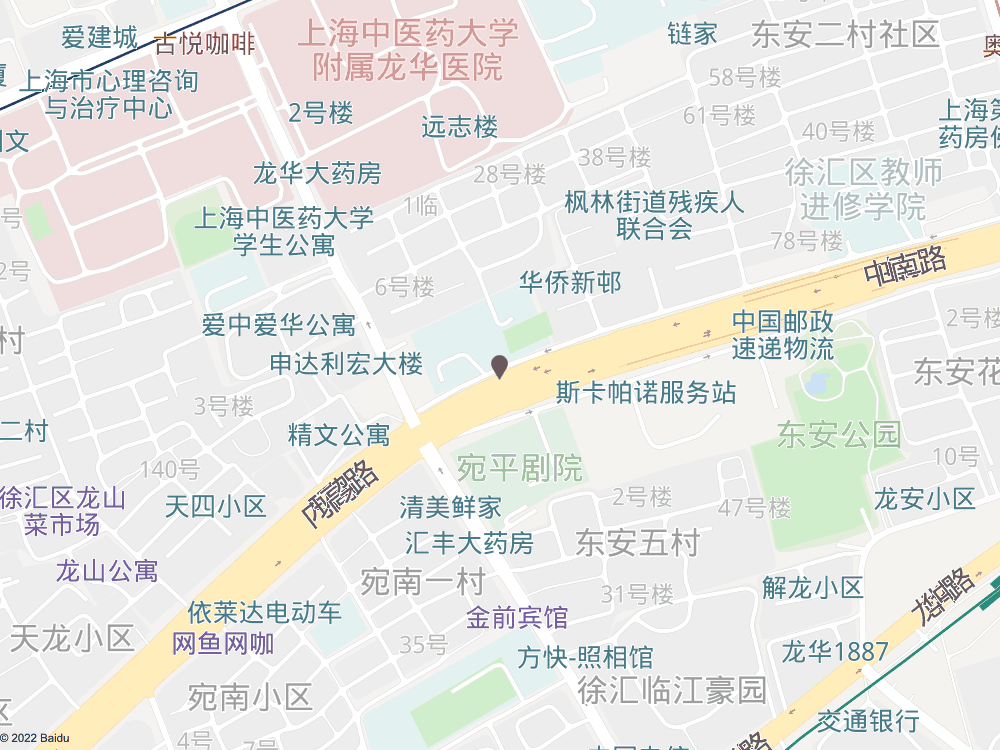 爱建城
古悦咖啡
上海中医药大学
附属龙华医院
链家
东安二村社区
上海市心理咨询
与治疗中心
58号楼
2号楼
61号楼
远志楼
40号楼
上海第
药房份
38号楼
龙华大药房
28号楼
徐汇区教师
进修学院
1临
枫林街道残疾人
联合会
上海中医药大学
学生公寓
78号楼
中山南二路
6号楼
华侨新邨
爱中爱华公寓
中国邮政
速递物流
2号楼
村
申达利宏大楼
东安花
斯卡帕诺服务站
3号楼
二村
精文公寓
东安公园
140号
宛平剧院
10号
内环高架路
徐汇区龙山
菜市场
天四小区
清美鲜家
2号楼
47号楼
龙安小区
汇丰大药房
东安五村
龙山公寓
宛南一村
31号楼
解龙小区
依莱达电动车
金前宾馆
天龙小区
网鱼网咖
35号
方快-照相馆
龙华1887
宛南小区
徐汇临江豪园
交通银行
4号
7号
© 2022 Baidu